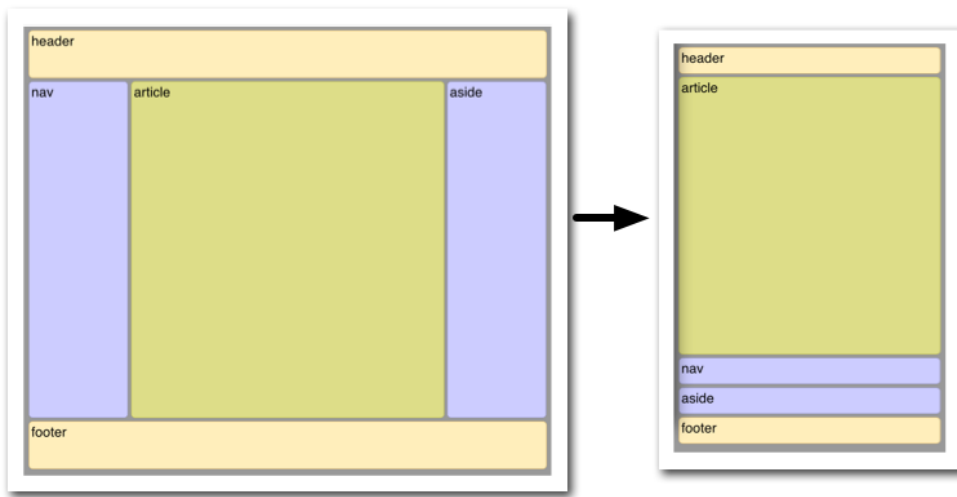 header
nav
article
aside
footer
header
article
nav
aside
footer